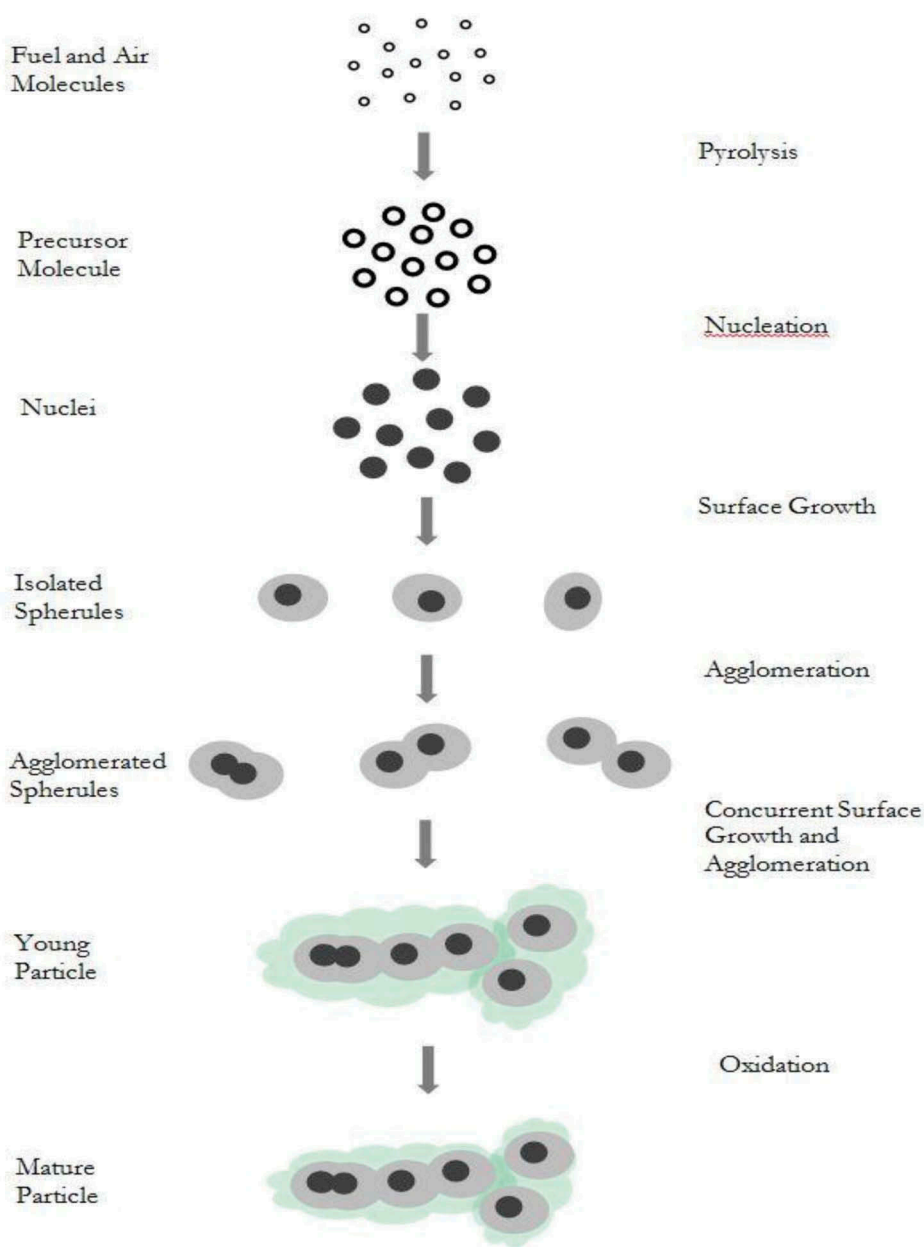 Fuel and Air
Molecules
Pyrolysis
Precursor
Molecule
Nucleation
Nuclei
Surface Growth
Isolated
Spherules
Agglomeration
Agglomerated
Spherules
Concurrent Surface
Growth and
Agglomeration
Young
Particle
Oxidation
Mature
Particle